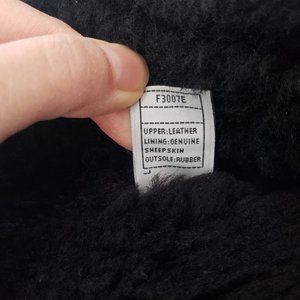 F3007E
UPPER:LEATHER
LINING:GENUINE
SHEEPSKIN
OUTSOLE:RUBBER